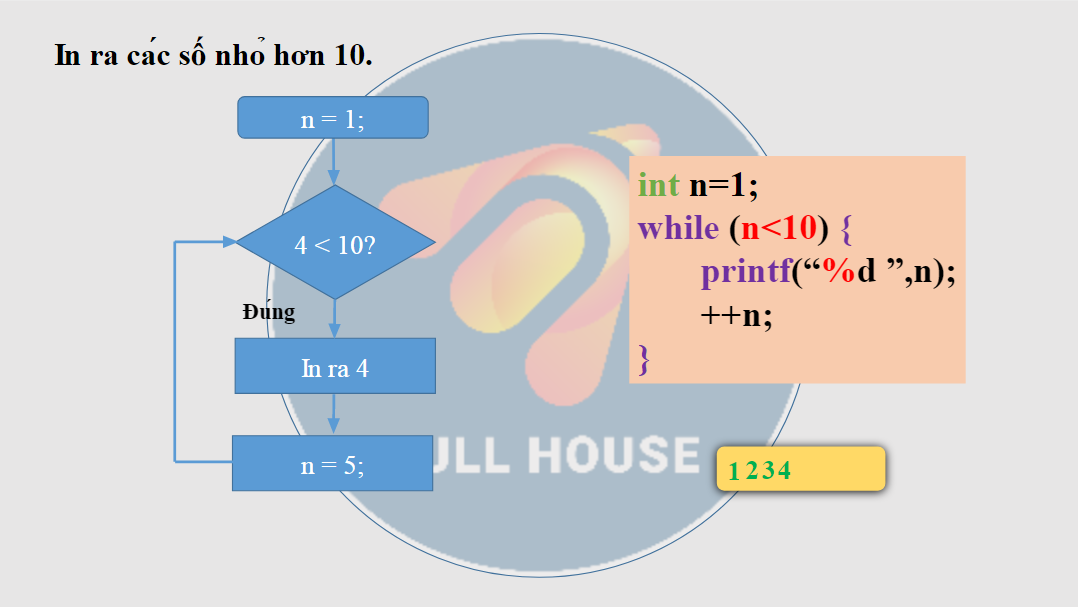 In ra các số nhỏ hơn 10.
n = 1;
4 < 10?
Đúng
In ra 4
n = 5;
int n=1;
while (n<10) {
printf(“%d ”,n);
++n;
}
ULL HOUSE
1 2 3 4